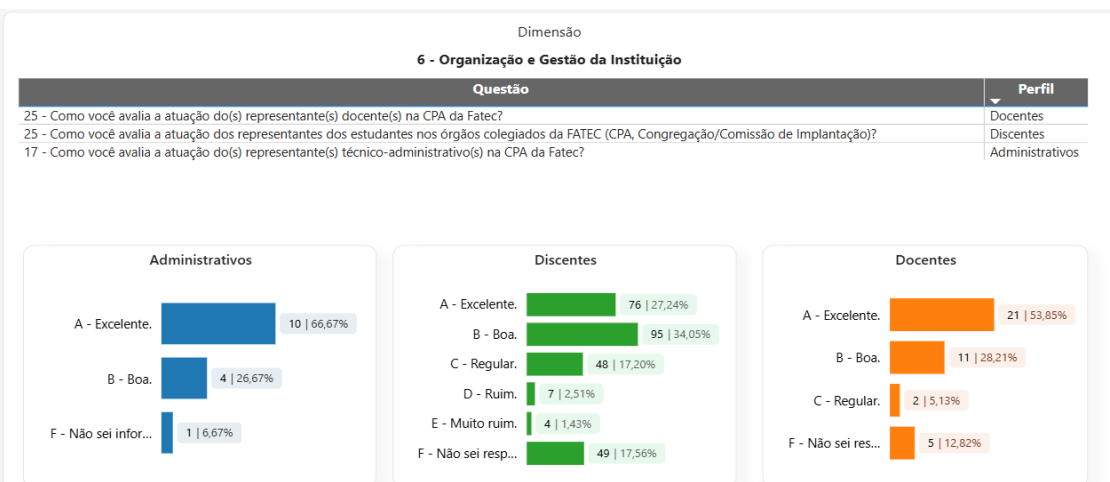 Dimensão
6 - Organização e Gestão da Instituição
Questão Perfil
25 - Como você avalia a atuação do(s) representante(s) docente(s) na CPA da Fatec? Docentes
25 - Como você avalia a atuação dos representantes dos estudantes nos órgãos colegiados da FATEC (CPA, Congregação/Comissão de Implantação)? Discentes
17 - Como você avalia a atuação do(s) representante(s) técnico-administrativo(s) na CPA da Fatec? Administrativos
Administrativos
A - Excelente. 10 | 66,67%
B - Boa. 4 | 26,67%
F - Não sei infor... 1 | 6,67%
Discentes
A - Excelente. 76 | 27,24%
B - Boa. 95 | 34,05%
C - Regular. 48 | 17,20%
D - Ruim. 7 | 2,51%
E - Muito ruim. 4 | 1,43%
F - Não sei resp... 49 | 17,56%
Docentes
A - Excelente. 21 | 53,85%
B - Boa. 11 | 28,21%
C - Regular. 2 | 5,13%
F - Não sei res... 5 | 12,82%